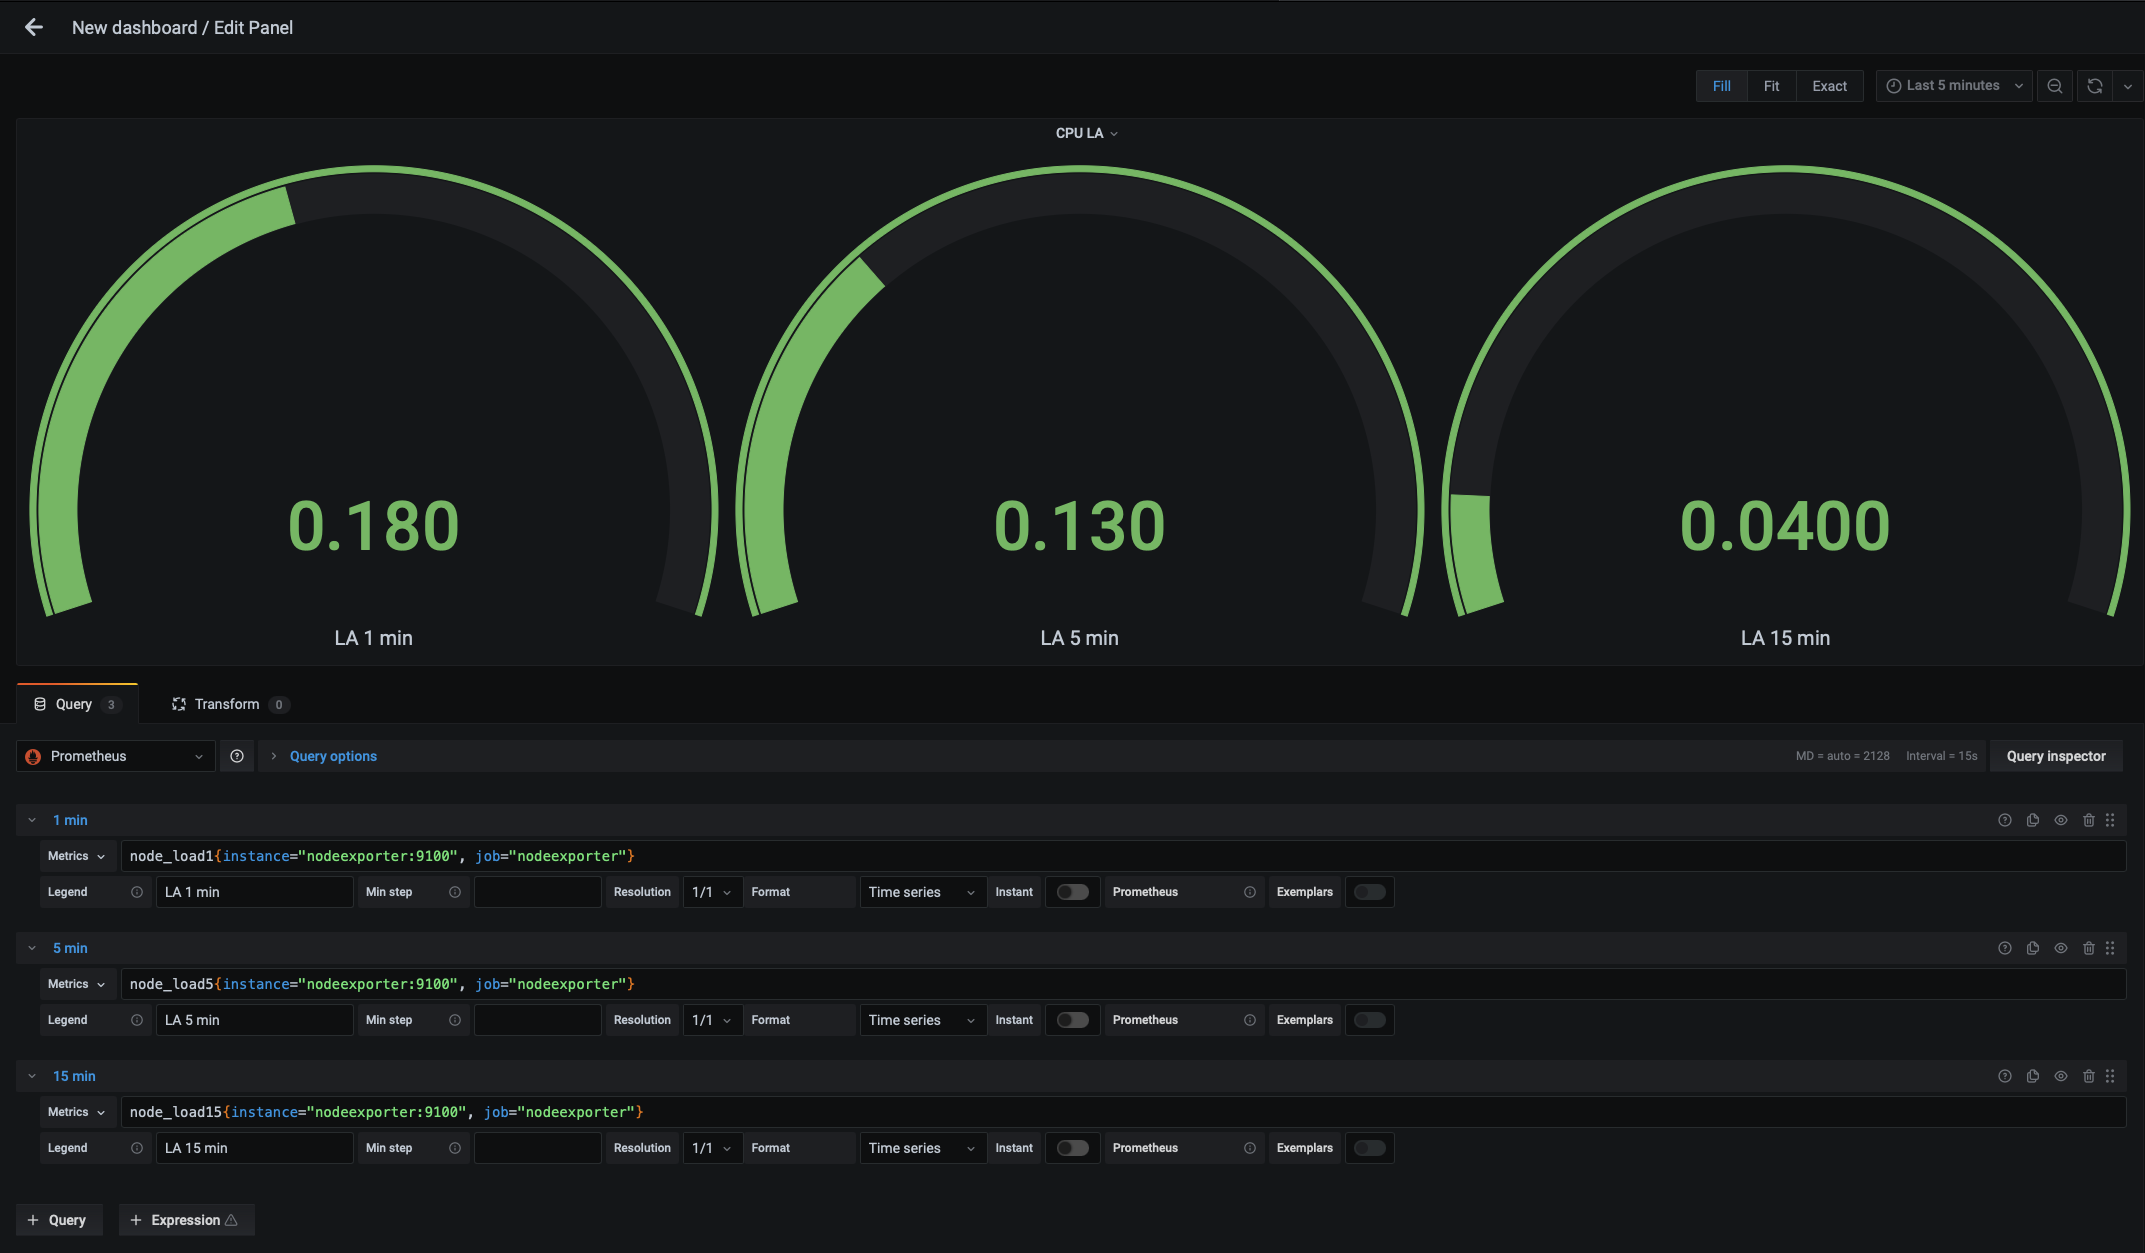 New dashboard / Edit Panel
Fill Fit Exact Last 5 minutes
CPU LA
0.180 0.130 0.0400
LA 1 min LA 5 min LA 15 min
Query 3 Transform 0
Prometheus Query options MD = auto = 2128 Interval = 15s Query inspector
1 min
Metrics node_load1{instance="nodeexporter:9100", job="nodeexporter"}
Legend LA 1 min Min step Resolution 1/1 Format Time series Instant Prometheus Exemplars
5 min
Metrics node_load5{instance="nodeexporter:9100", job="nodeexporter"}
Legend LA 5 min Min step Resolution 1/1 Format Time series Instant Prometheus Exemplars
15 min
Metrics node_load15{instance="nodeexporter:9100", job="nodeexporter"}
Legend LA 15 min Min step Resolution 1/1 Format Time series Instant Prometheus Exemplars
+ Query + Expression